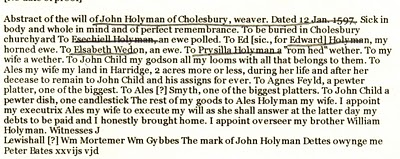 Abstract of the will of John Holyman of Cholesbury, weaver. Dated 12 Jan. 1597. Sick in
body and whole in mind and of perfect remembrance. To be buried in Cholesbury
churchyard To Ezechiell Holyman, an ewe polled. To Ed [sic., for Edward] Holyman, my
horned ewe. To Elsabeth Wedon, an ewe. To Prysilla Holyman a "rom hed" wether. To my
wife a wether. To John Child my godson all my looms with all that belongs to them. To
Ales my wife my land in Harridge, 2 acres more or less, during her life and after her
decease to remain to John Child and his assigns for ever. To Agnes Feyld, a pewter
platter, one of the biggest. To Ales [?] Smyth, one of the biggest platters. To John Child a
pewter dish, one candlestick The rest of my goods to Ales Holyman my wife. I appoint
my executrix Ales my wife to execute my will as she shall answer at the latter day my
debts to be paid and I honestly brought home. I appoint overseer my brother William
Holyman. Witnesses J
Lewishall [?] Wm Mortemer Wm Gybbes The mark of John Holyman Dettes owynge me
Peter Bates xxvijs vjd